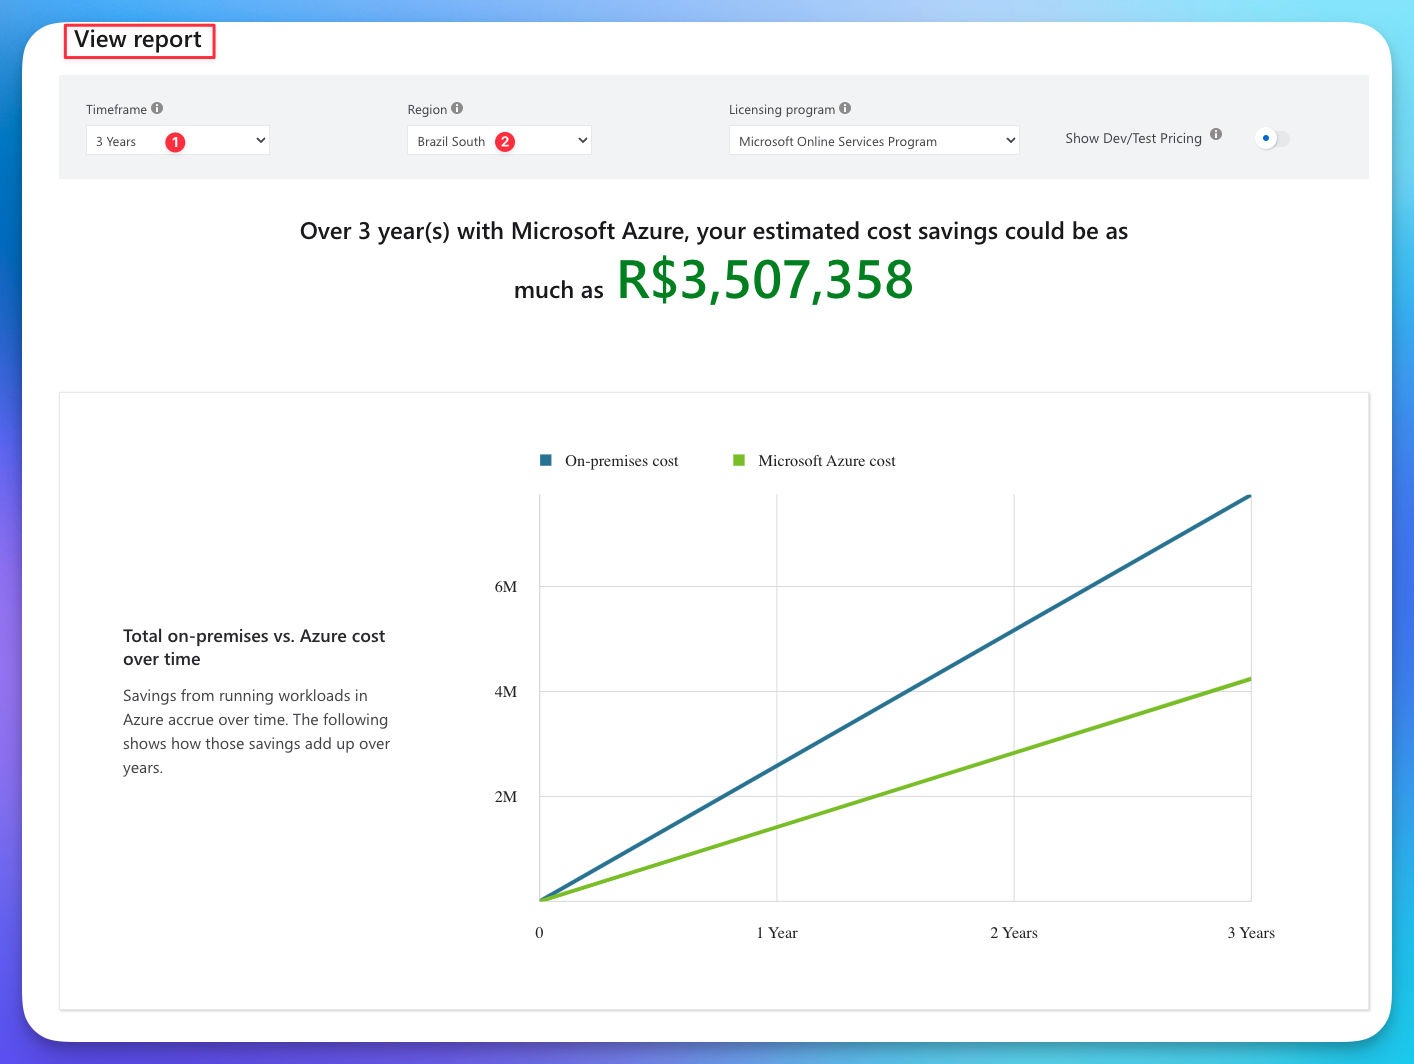 View report
Timeframe
Region
Licensing program
3 Years
1
Brazil South
2
Microsoft Online Services Program
Show Dev/Test Pricing
Over 3 year(s) with Microsoft Azure, your estimated cost savings could be as
much as R$3,507,358
On-premises cost
Microsoft Azure cost
Total on-premises vs. Azure cost
over time
Savings from running workloads in
Azure accrue over time. The following
shows how those savings add up over
years.
6M
4M
2M
0
1 Year
2 Years
3 Years